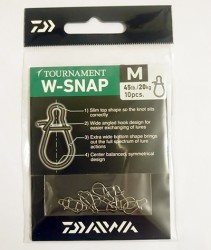 TOURNAMENT
W-SNAP
M
45lb/20kg
10pcs.
1) Slim top shape so the knot sits
correctly
2) Wide angled hook design for
easier exchanging of lures
3) Extra wide bottom shape brings
out the full spectrum of lure
actions
4) Center balanced, symmetrical
design
DAIWA